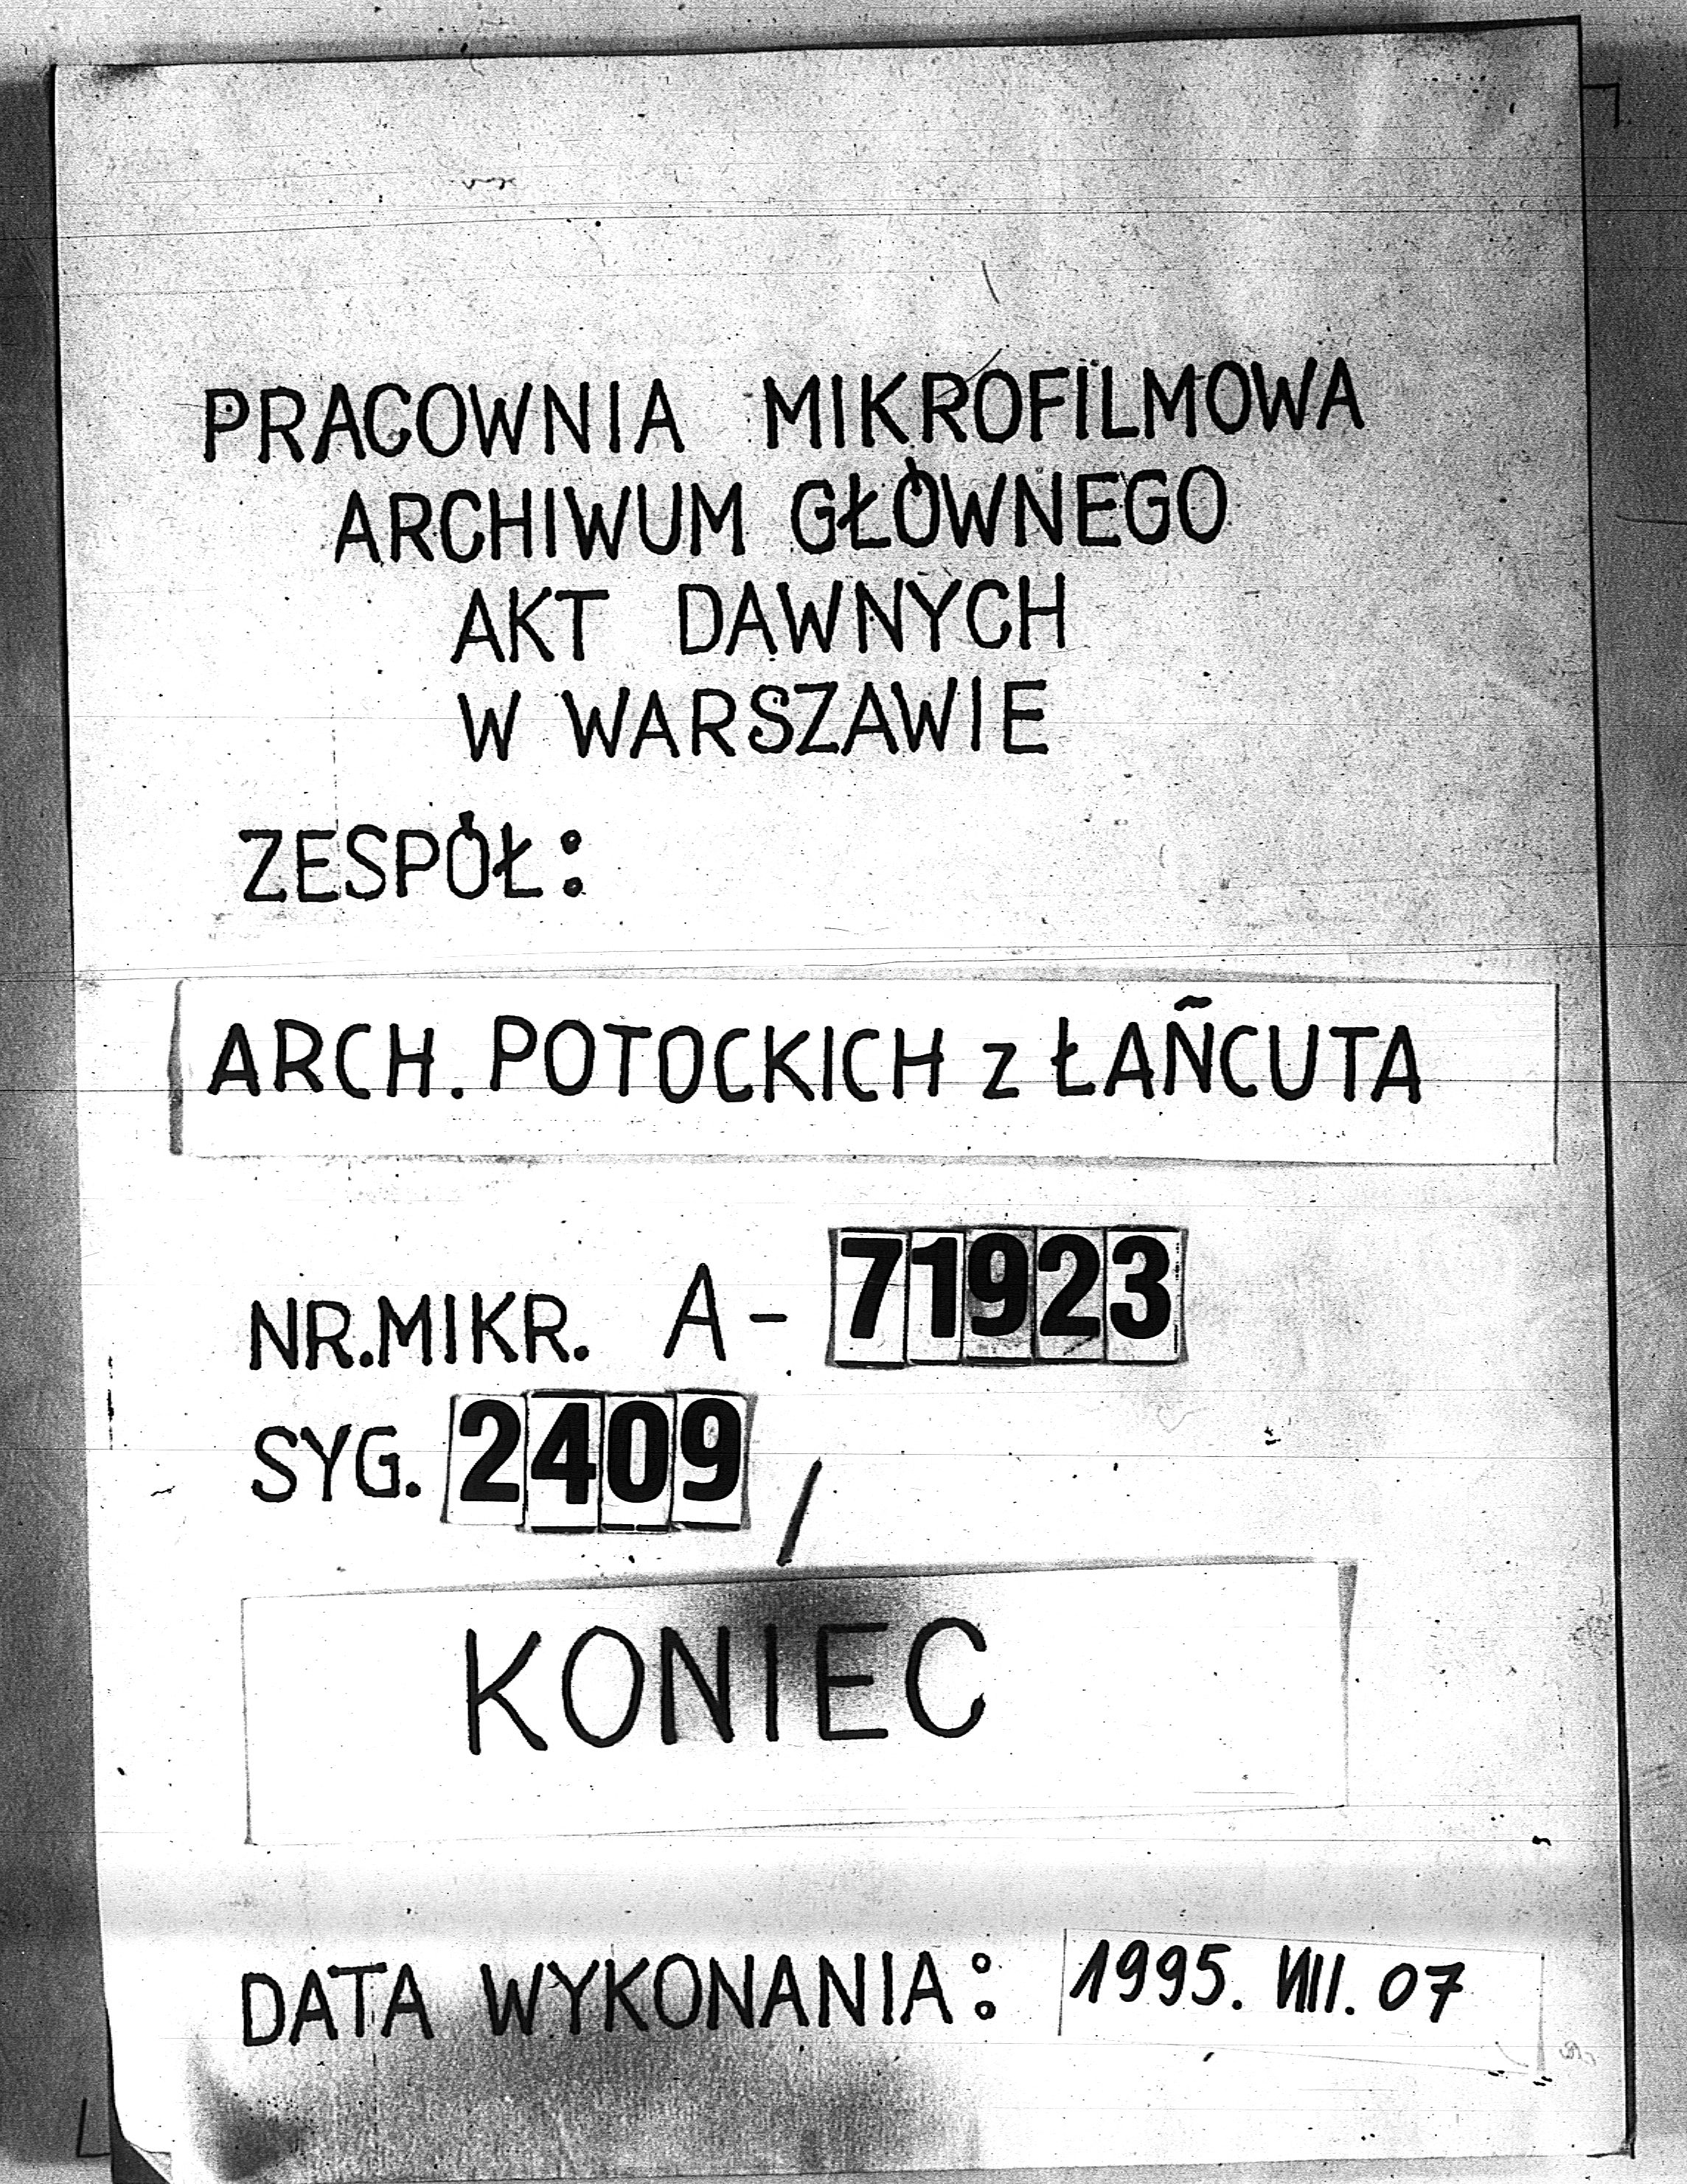 PRACOWNIA MIKROFILMOWA
ARCHIWUM GŁÓWNEGO
AKT DAWNYCH
W WARSZAWIE
ZESPÓŁ:
ARCH. POTOCKICH z ŁAŃCUTA
NR.MIKR. A- 71923
SYG. 2409 /
KONIEC
DATA WYKONANIA: 1995. VIII. 07